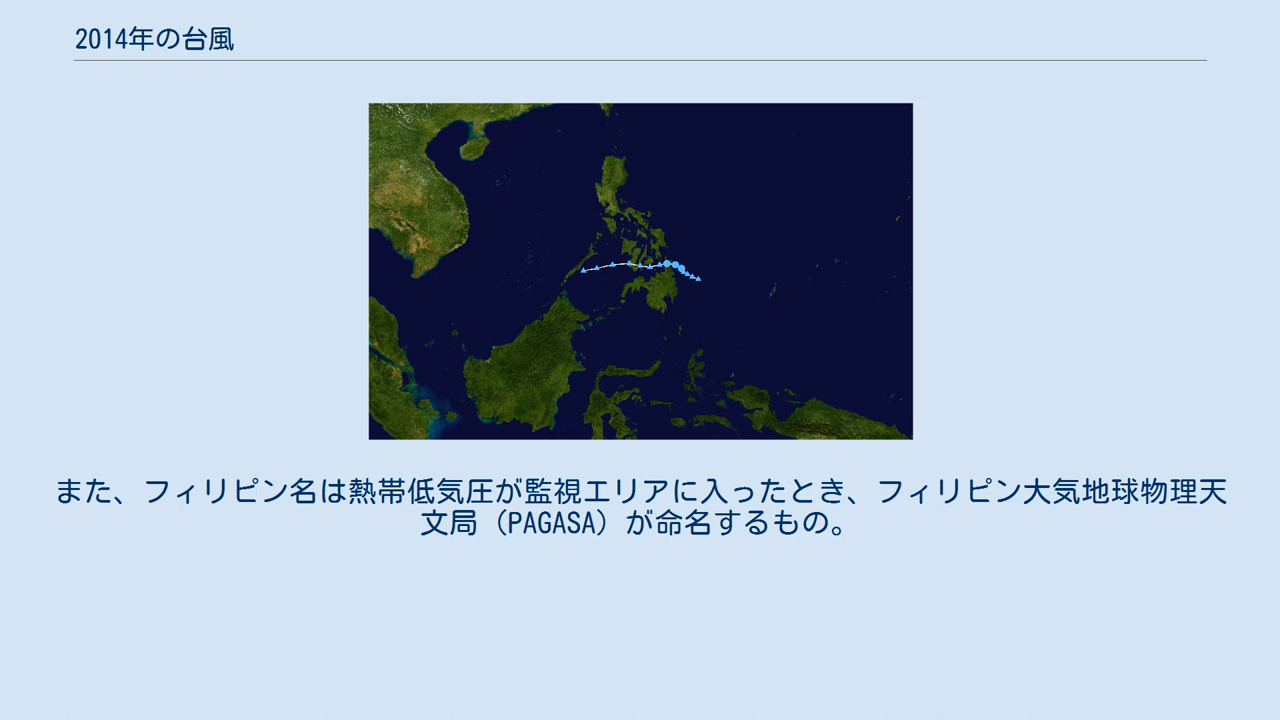 2014年の台風
また、フィリピン名は熱帯低気圧が監視エリアに入ったとき、フィリピン大気地球物理天
文局（PAGASA）が命名するもの。